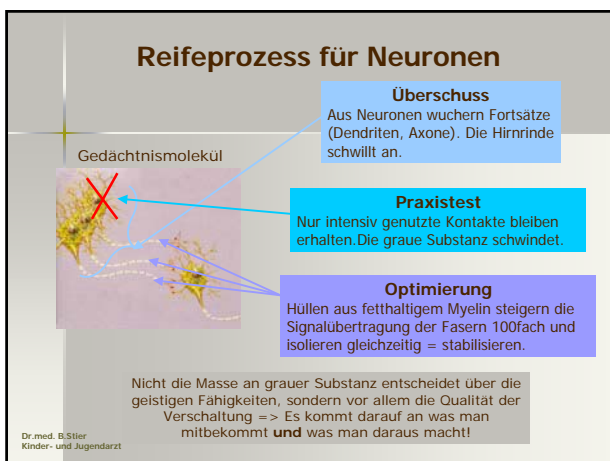 Reifeprozess für Neuronen
Überschuss
Aus Neuronen wuchern Fortsätze
(Dendriten, Axone). Die Hirnrinde
schwillt an.
Gedächtnismolekül
Praxistest
Nur intensiv genutzte Kontakte bleiben
erhalten.Die graue Substanz schwindet.
Optimierung
Hüllen aus fetthaltigem Myelin steigern die
Signalübertragung der Fasern 100fach und
isolieren gleichzeitig = stabilisieren.
Nicht die Masse an grauer Substanz entscheidet über die
geistigen Fähigkeiten, sondern vor allem die Qualität der
Verschaltung => Es kommt darauf an was man
mitbekommt und was man daraus macht!
Dr.med. B.Stier
Kinder- und Jugendarzt